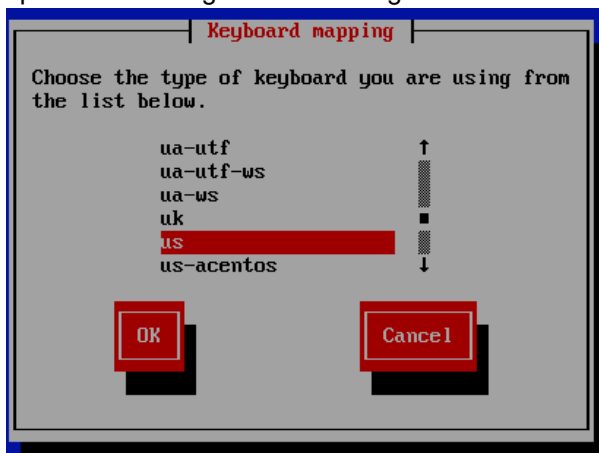 Keyboard mapping
Choose the type of keyboard you are using from
the list below.
ua-utf
ua-utf-ws
ua-ws
uk
us
us-acentos
OK
Cancel